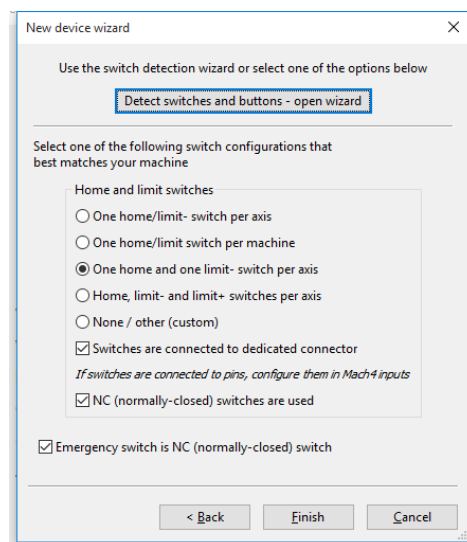 New device wizard
Use the switch detection wizard or select one of the options below
Detect switches and buttons - open wizard
Select one of the following switch configurations that
best matches your machine
Home and limit switches
One home/limit- switch per axis
One home/limit switch per machine
One home and one limit- switch per axis
Home, limit- and limit+ switches per axis
None / other (custom)
Switches are connected to dedicated connector
If switches are connected to pins, configure them in Mach4 inputs
NC (normally-closed) switches are used
Emergency switch is NC (normally-closed) switch
< Back
Finish
Cancel